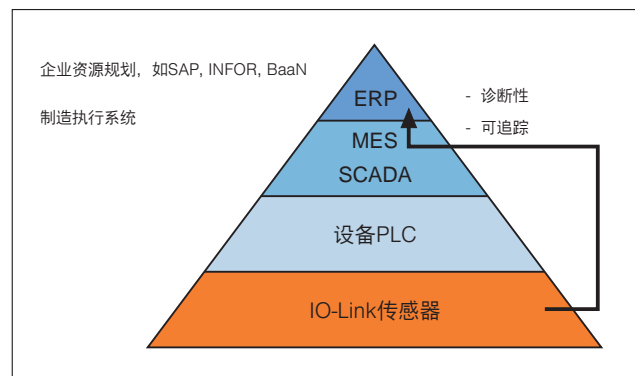 企业资源规划，如SAP, INFOR, BaaN
制造执行系统
ERP
MES
SCADA
设备PLC
IO-Link传感器
- 诊断性
- 可追踪